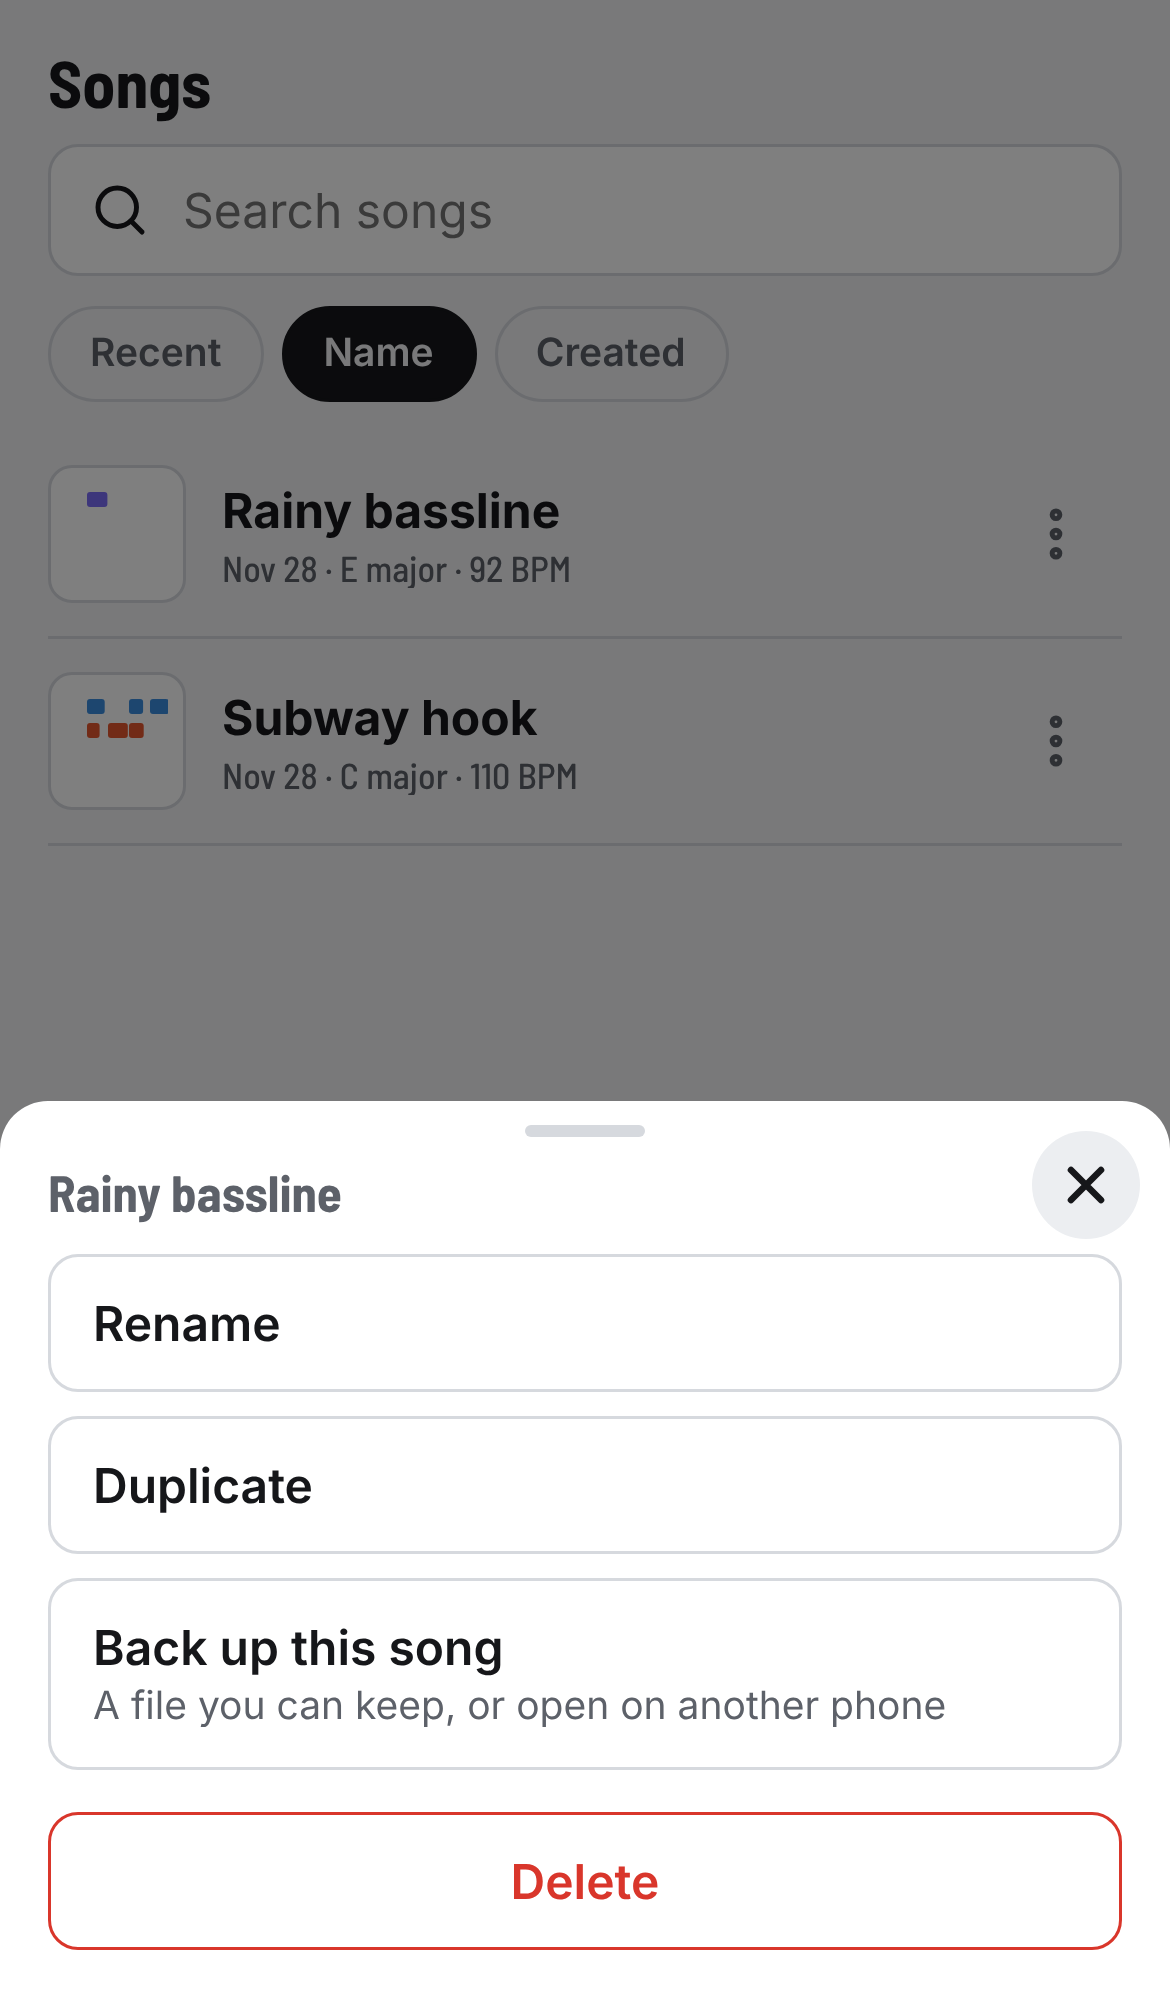 Songs
Search songs
Recent
Name
Created
Rainy bassline
Nov 28 · E major · 92 BPM
Subway hook
Nov 28 · C major · 110 BPM
Rainy bassline
Rename
Duplicate
Back up this song
A file you can keep, or open on another phone
Delete